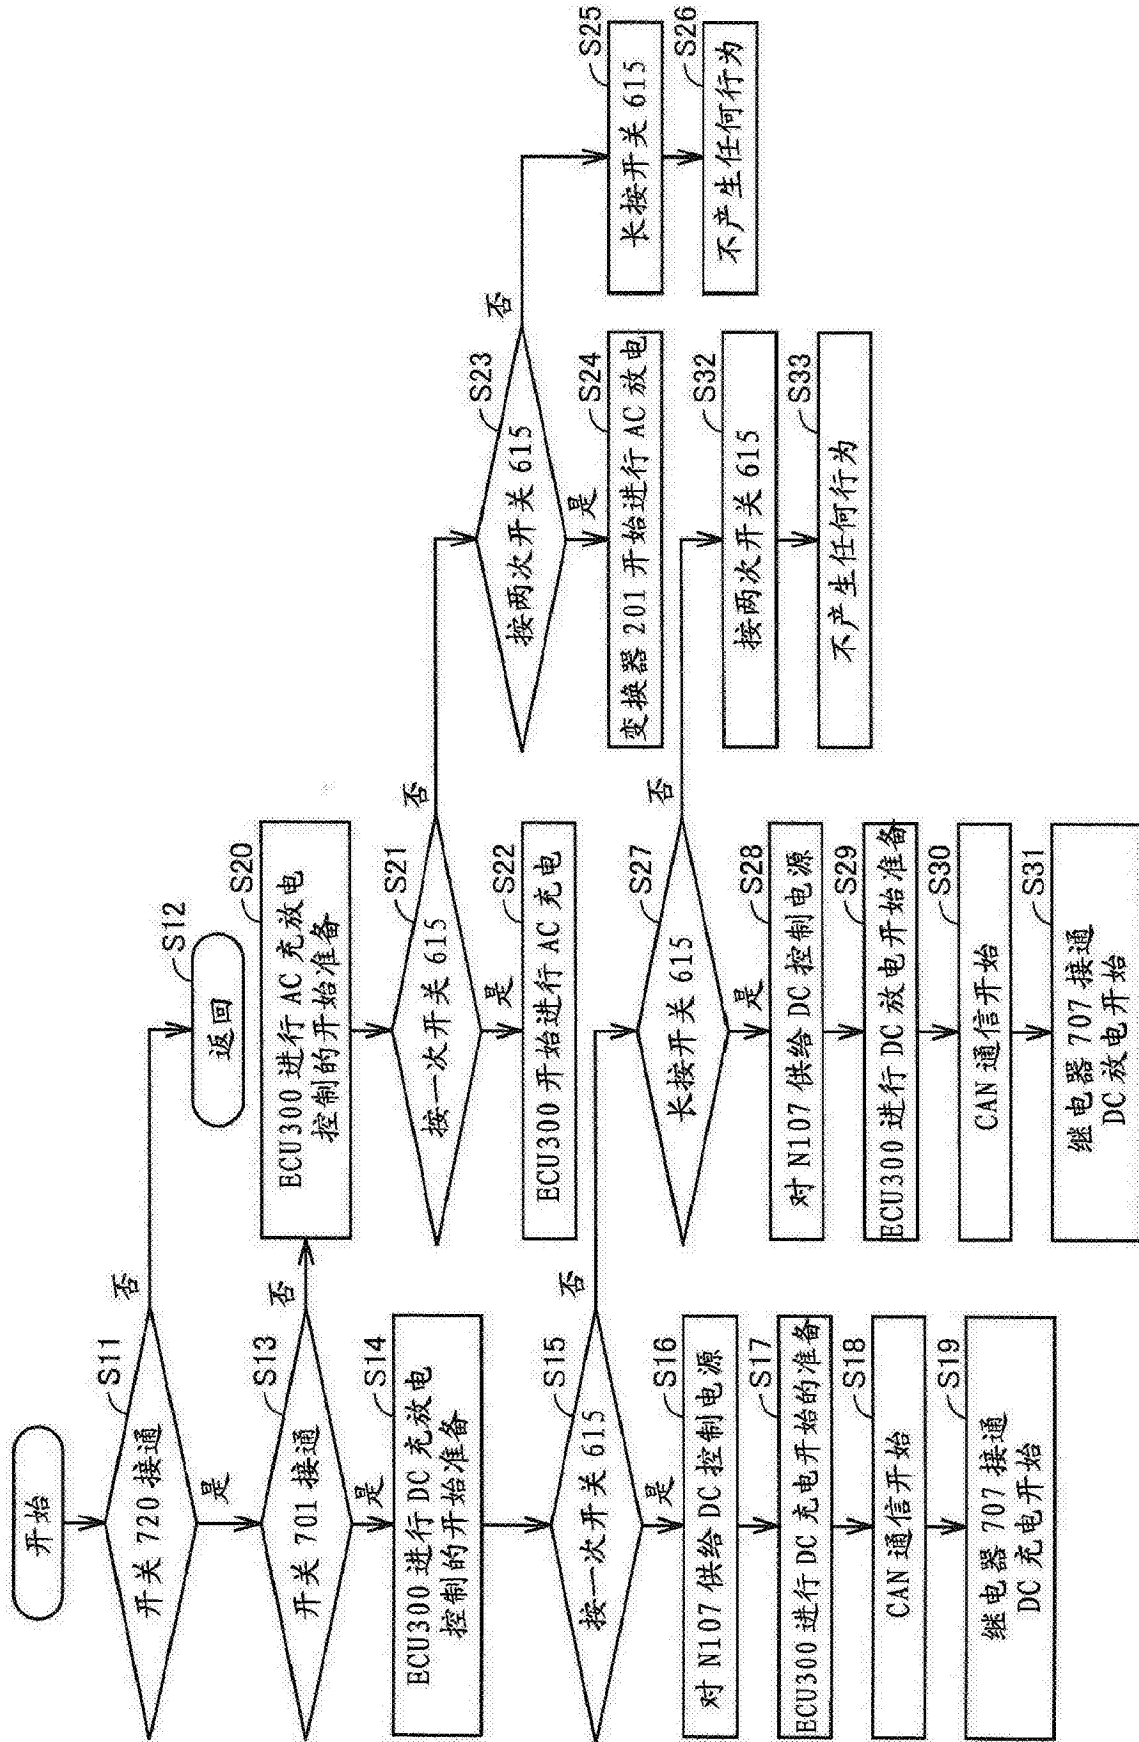 开始
S11
开关 720 接通
是
否
S12
返回
S13
开关 701 接通
是
否
S14
ECU300 进行 DC 充放电
控制的开始准备
S15
按一次开关 615
是
否
S16
对 N107 供给 DC 控制电源
S17
ECU300 进行 DC 充电开始的准备
S18
CAN 通信开始
S19
继电器 707 接通
DC 充电开始
S20
ECU300 进行 AC 充放电
控制的开始准备
S21
按一次开关 615
是
否
S22
ECU300 开始进行 AC 充电
S23
按两次开关 615
是
否
S24
变换器 201 开始进行 AC 放电
S25
长按开关 615
S26
不产生任何行为
S27
长按开关 615
是
否
S28
对 N107 供给 DC 控制电源
S29
ECU300 进行 DC 放电开始准备
S30
CAN 通信开始
S31
继电器 707 接通
DC 放电开始
S32
按两次开关 615
S33
不产生任何行为